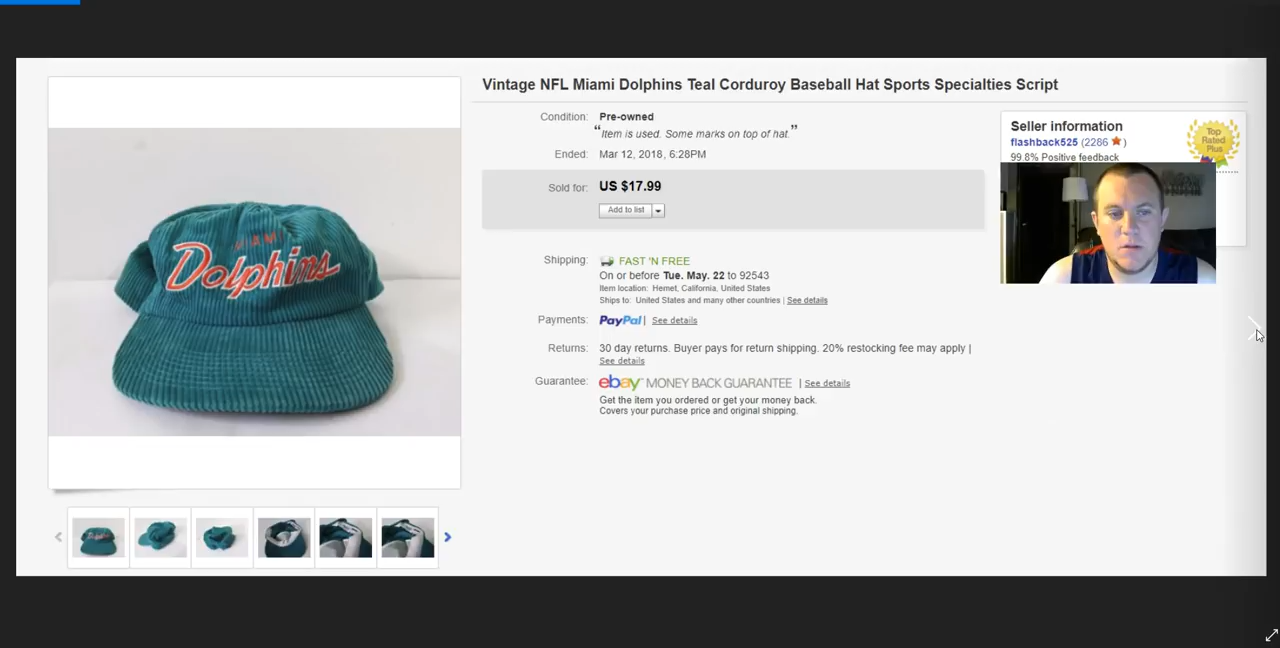 Vintage NFL Miami Dolphins Teal Corduroy Baseball Hat Sports Specialties Script
Condition: Pre-owned
“Item is used. Some marks on top of hat.”
Ended: Mar 12, 2018, 6:28PM
Sold for: US $17.99
Add to list
Shipping: FAST 'N FREE
On or before Tue. May. 22 to 92543
Item location: Hemet, California, United States
Ships to: United States and many other countries | See details
Payments: PayPal | See details
Returns: 30 day returns. Buyer pays for return shipping. 20% restocking fee may apply |
See details
Guarantee: ebay MONEY BACK GUARANTEE | See details
Get the item you ordered or get your money back.
Covers your purchase price and original shipping.
Seller information
flashback525 (2286 )
99.8% Positive feedback
Top
Rated
Plus
MIAMI
Dolphins